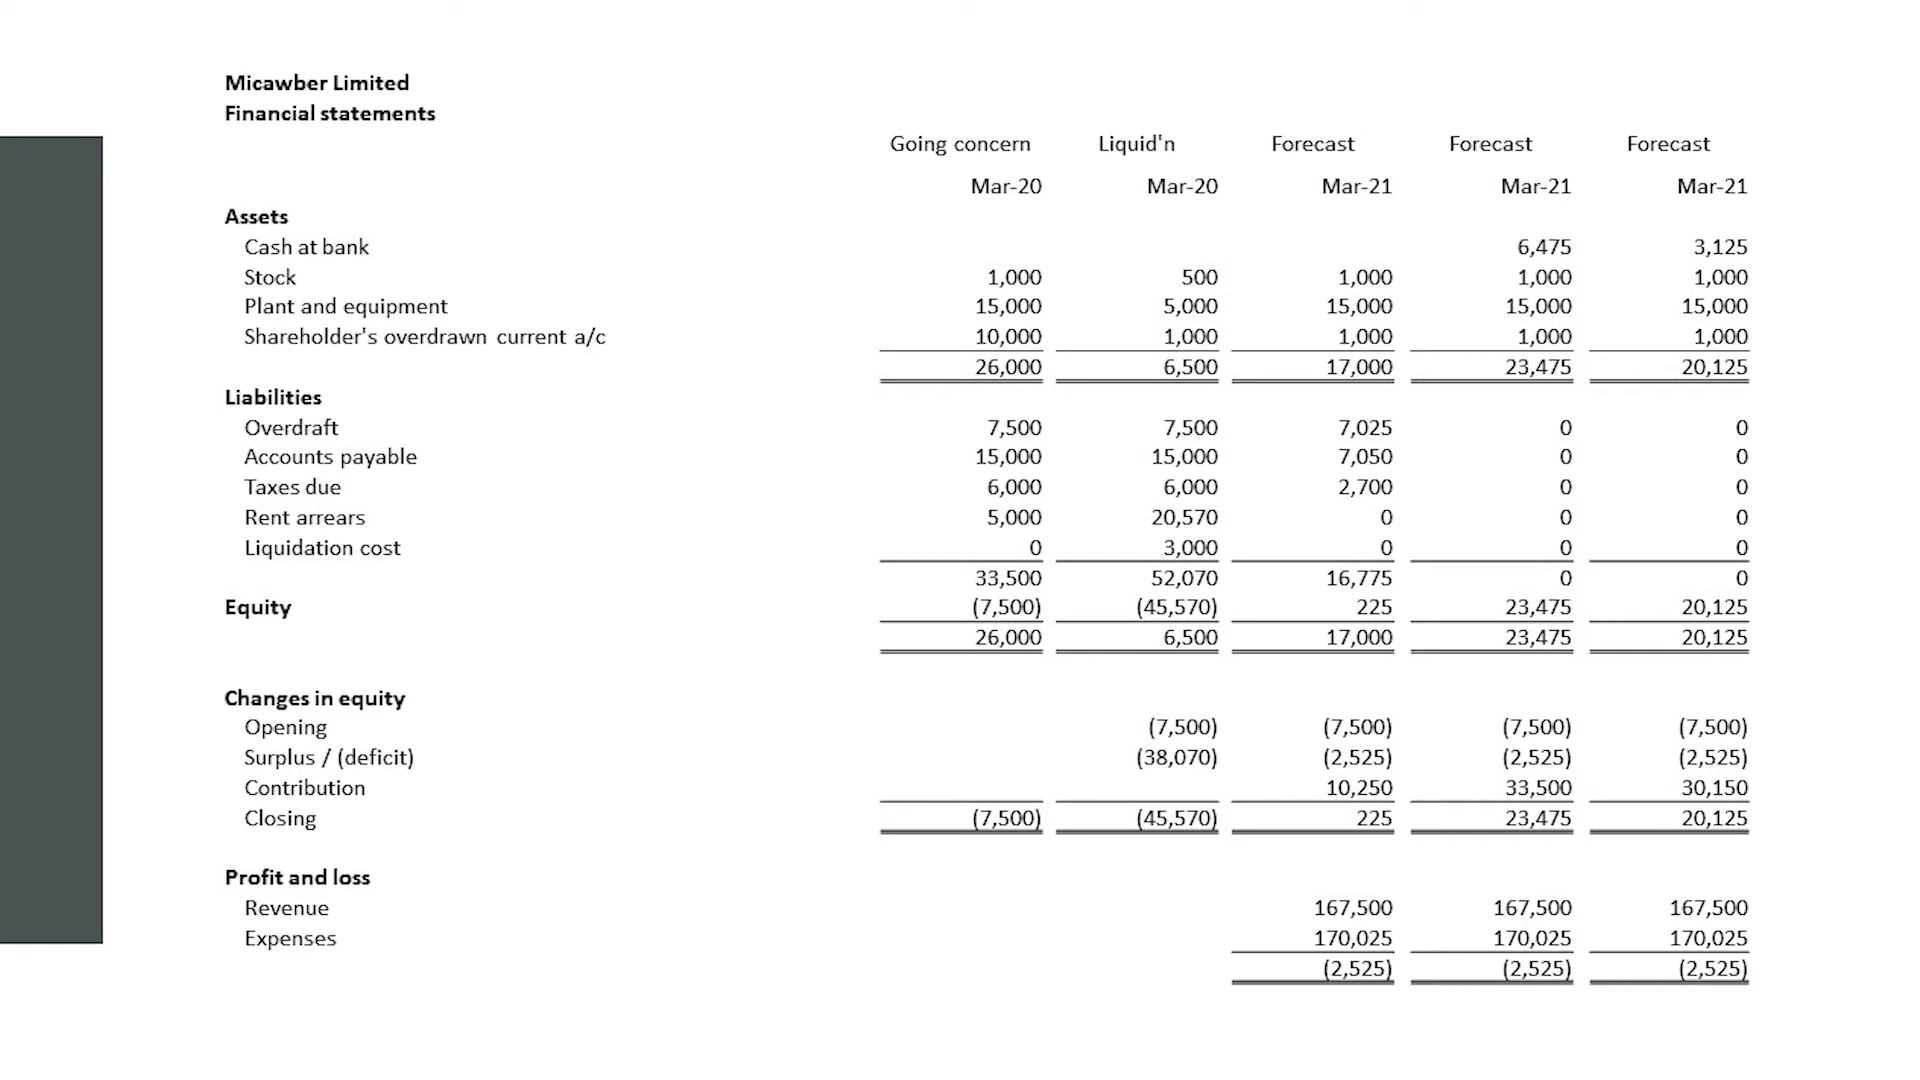 Micawber Limited
Financial statements
Going concern Liquid'n Forecast Forecast Forecast
Mar-20 Mar-20 Mar-21 Mar-21 Mar-21
Assets
Cash at bank 6,475 3,125
Stock 1,000 500 1,000 1,000 1,000
Plant and equipment 15,000 5,000 15,000 15,000 15,000
Shareholder's overdrawn current a/c 10,000 1,000 1,000 1,000 1,000
26,000 6,500 17,000 23,475 20,125
Liabilities
Overdraft 7,500 7,500 7,025 0 0
Accounts payable 15,000 15,000 7,050 0 0
Taxes due 6,000 6,000 2,700 0 0
Rent arrears 5,000 20,570 0 0 0
Liquidation cost 0 3,000 0 0 0
33,500 52,070 16,775 0 0
Equity (7,500) (45,570) 225 23,475 20,125
26,000 6,500 17,000 23,475 20,125
Changes in equity
Opening (7,500) (7,500) (7,500) (7,500)
Surplus / (deficit) (38,070) (2,525) (2,525) (2,525)
Contribution 10,250 33,500 30,150
Closing (7,500) (45,570) 225 23,475 20,125
Profit and loss
Revenue 167,500 167,500 167,500
Expenses 170,025 170,025 170,025
(2,525) (2,525) (2,525)